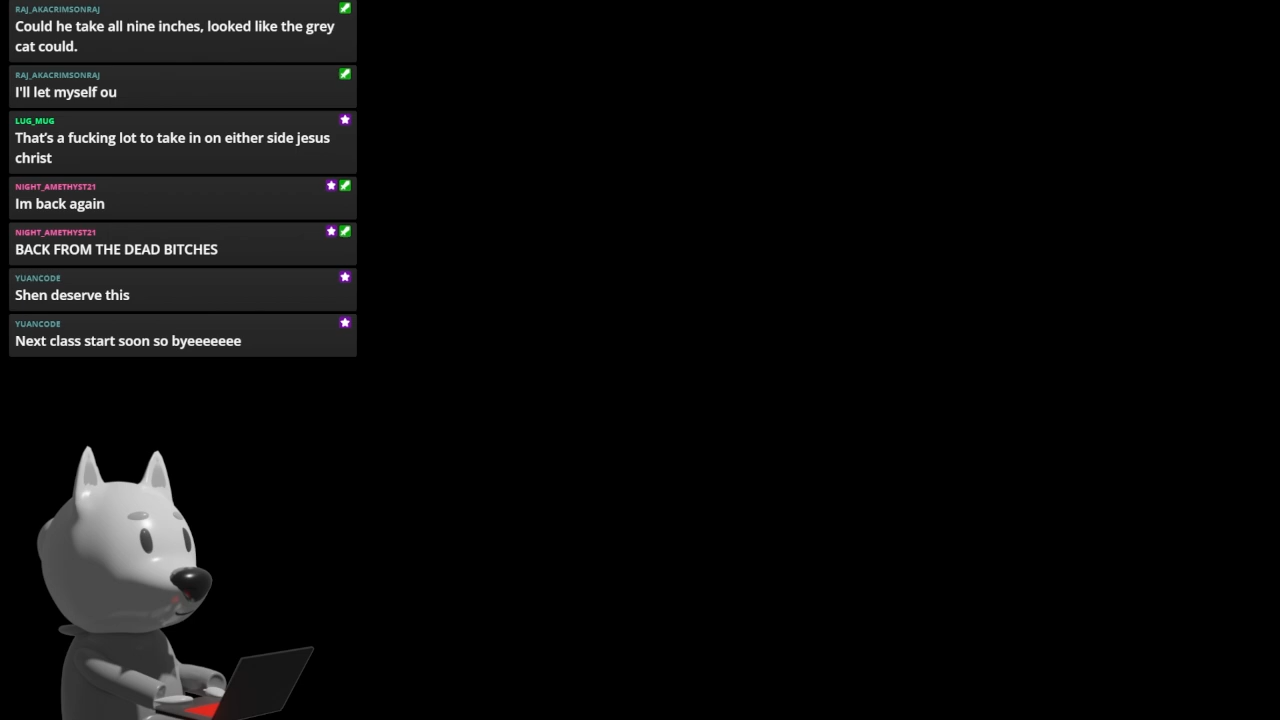 RAJ_AKACRIMSONRAJ
Could he take all nine inches, looked like the grey
cat could.
RAJ_AKACRIMSONRAJ
I'll let myself ou
LUG_MUG
That's a fucking lot to take in on either side jesus
christ
NIGHT_AMETHYST21
Im back again
NIGHT_AMETHYST21
BACK FROM THE DEAD BITCHES
YUANCODE
Shen deserve this
YUANCODE
Next class start soon so byeeeeeee